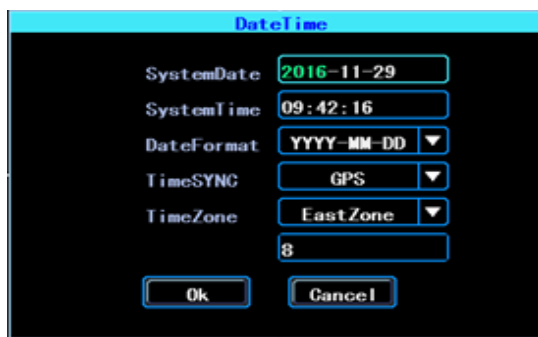 DateTime
SystemDate 2016-11-29
SystemTime 09:42:16
DateFormat YYYY-MM-DD
TimeSYNC GPS
TimeZone EastZone
8
Ok Cancel